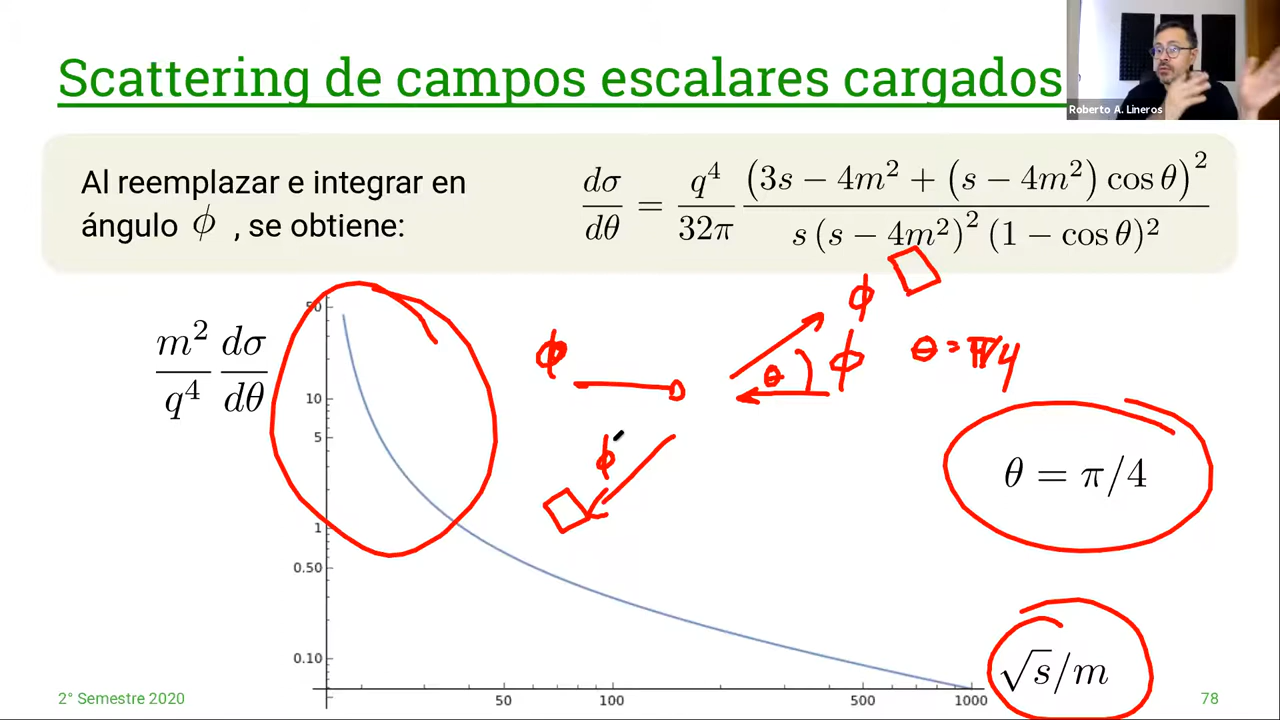 Scattering de campos escalares cargados
Roberto A. Lineros
Al reemplazar e integrar en
ángulo ϕ , se obtiene:
dσ/dθ = q⁴/32π (3s − 4m² + (s − 4m²) cos θ)² / s (s − 4m²)² (1 − cos θ)²
m²/q⁴ dσ/dθ
50
10
5
1
0.50
0.10
50 100 500 1000
ϕ
ϕ
ϕ
θ
θ = π/4
ϕ
θ = π/4
√s/m
2° Semestre 2020
78